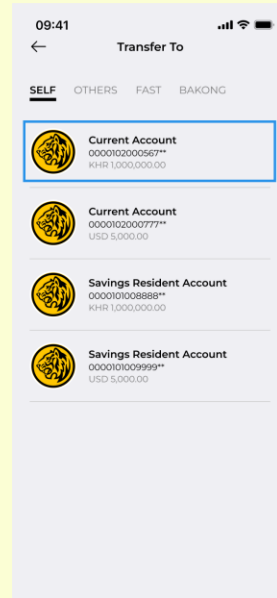 09:41
Transfer To
SELF OTHERS FAST BAKONG
Current Account
0000102000567**
KHR 1,000,000.00
Current Account
0000102000777**
USD 5,000.00
Savings Resident Account
0000101008888**
KHR 1,000,000.00
Savings Resident Account
0000101009999**
USD 5,000.00